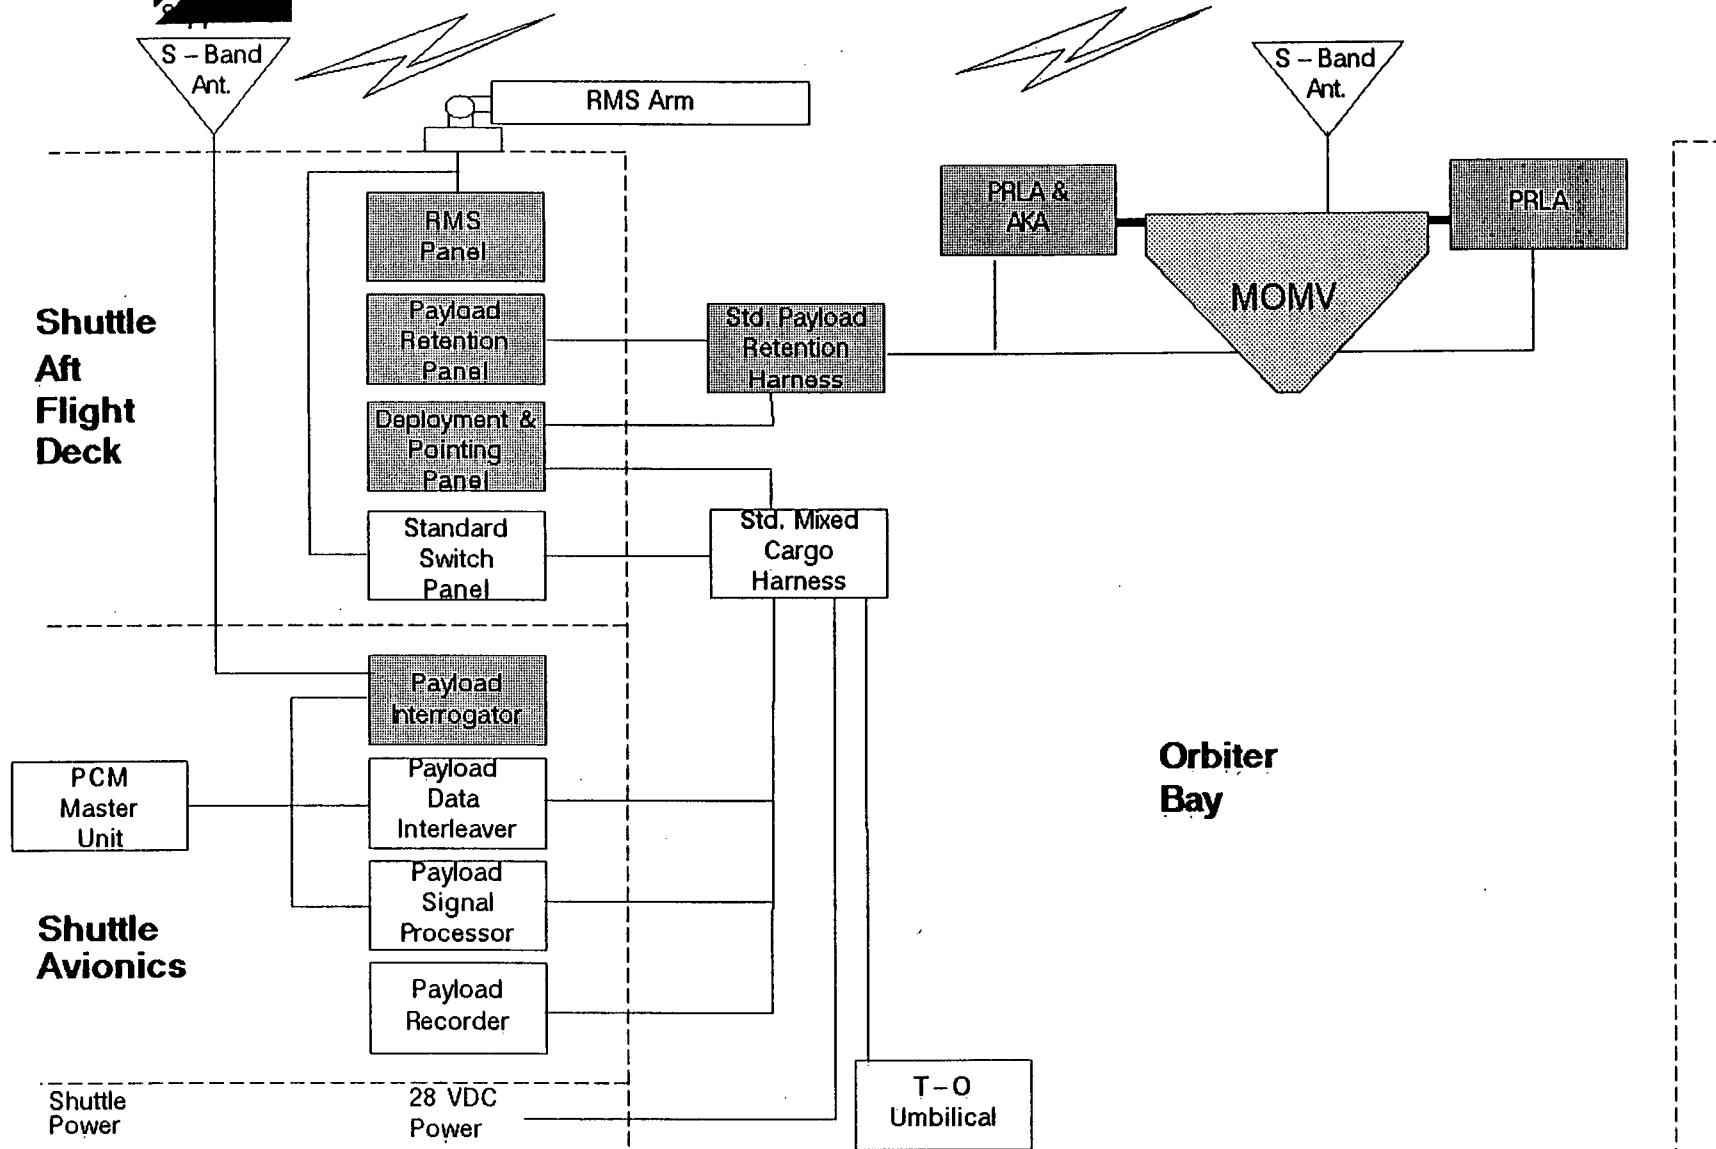 S - Band
Ant.
S - Band
Ant.
RMS Arm
PRLA &
AKA
PRLA
RMS
Panel
MOMV
Shuttle
Aft
Flight
Deck
Payload
Retention
Panel
Std. Payload
Retention
Harness
Deployment &
Pointing
Panel
Standard
Switch
Panel
Std. Mixed
Cargo
Harness
Payload
Interrogator
PCM
Master
Unit
Payload
Data
Interleaver
Orbiter
Bay
Payload
Signal
Processor
Shuttle
Avionics
Payload
Recorder
Shuttle
Power
28 VDC
Power
T-0
Umbilical